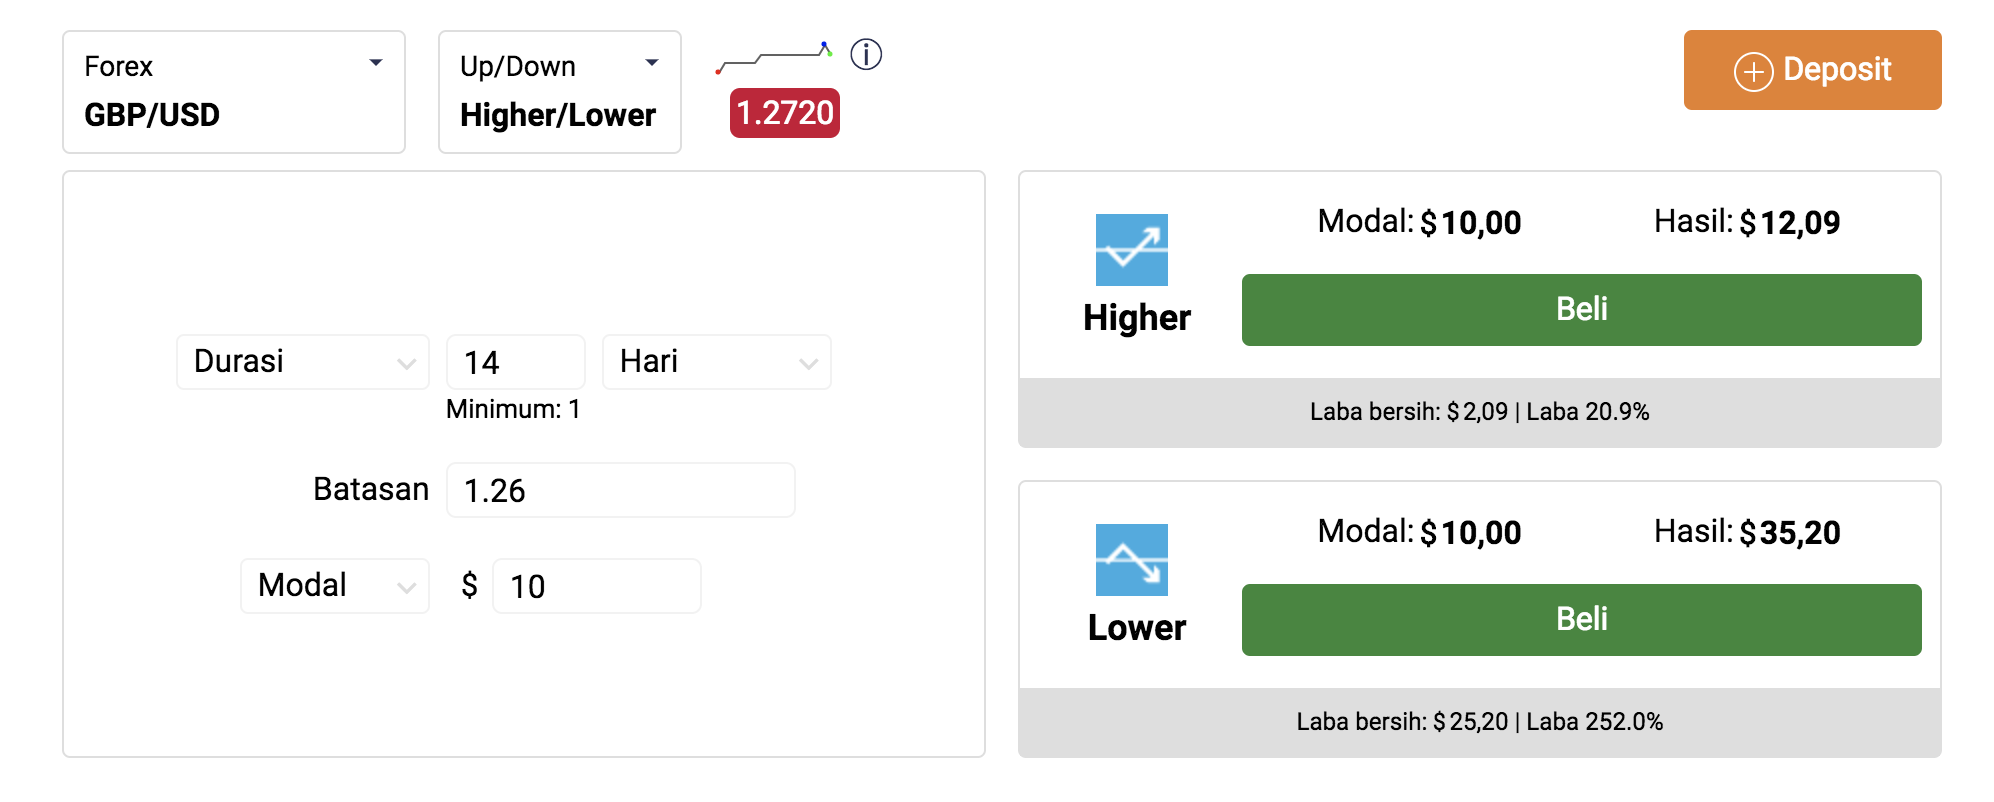 Forex
GBP/USD
Up/Down
Higher/Lower
1.2720
Deposit
Durasi 14 Hari
Minimum: 1
Batasan 1.26
Modal $ 10
Modal: $10,00 Hasil: $12,09
Higher
Beli
Laba bersih: $2,09 | Laba 20.9%
Modal: $10,00 Hasil: $35,20
Lower
Beli
Laba bersih: $25,20 | Laba 252.0%